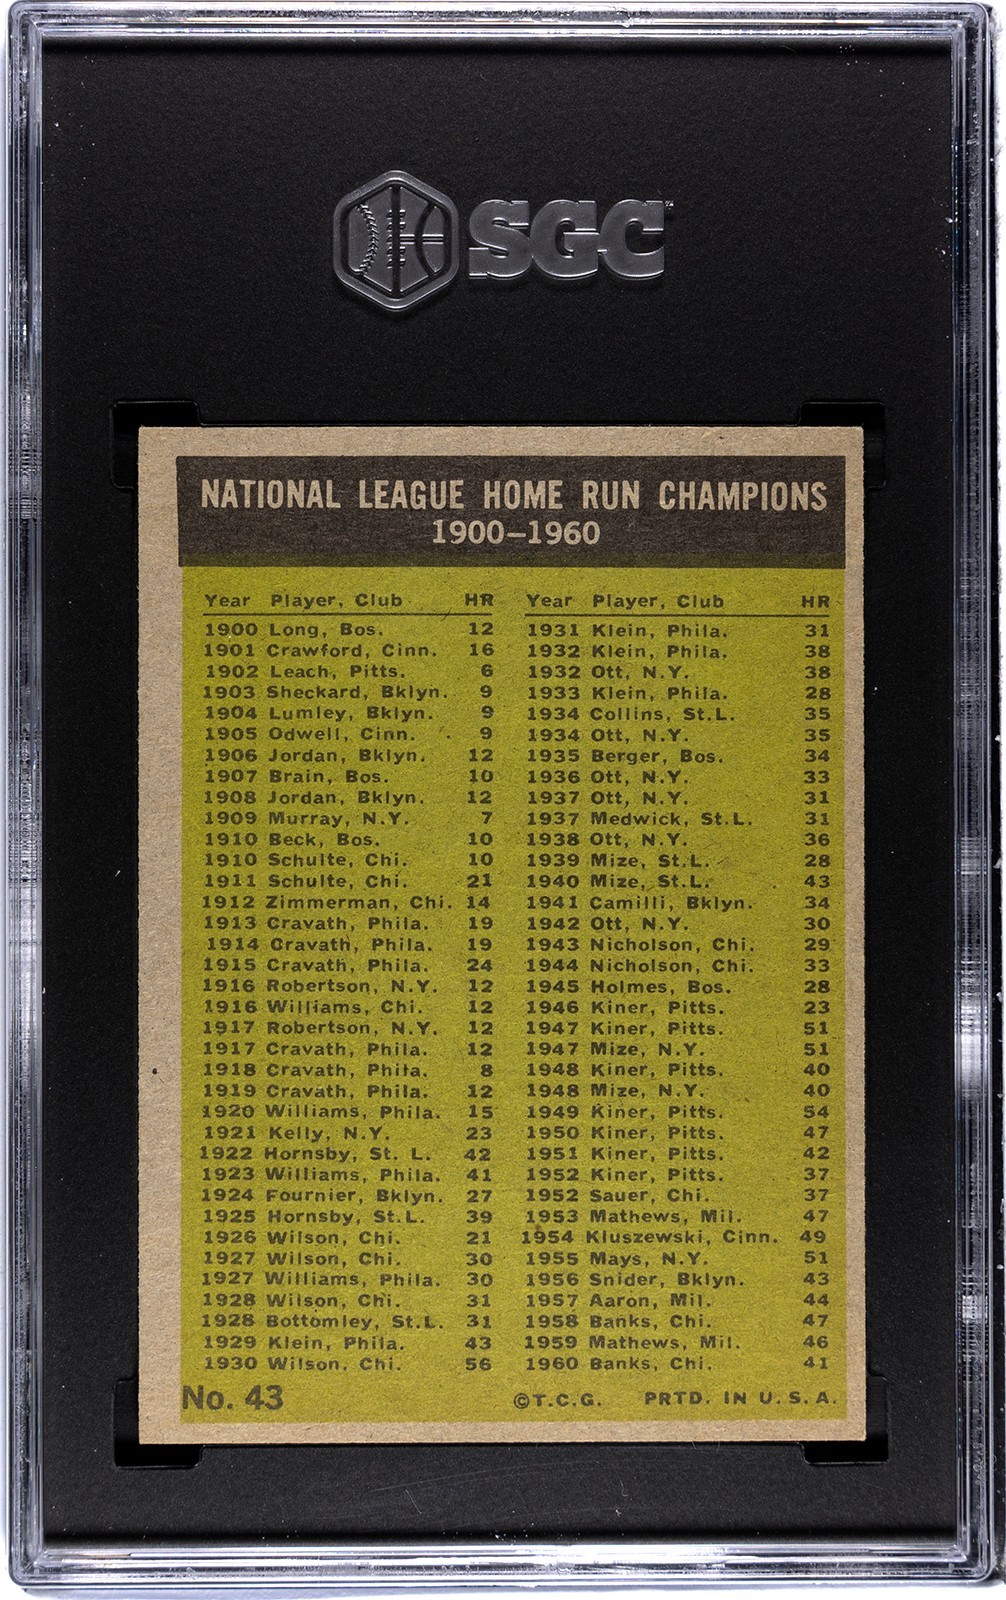 SGC
NATIONAL LEAGUE HOME RUN CHAMPIONS
1900–1960
Year Player, Club HR
1900 Long, Bos. 12
1901 Crawford, Cinn. 16
1902 Leach, Pitts. 6
1903 Sheckard, Bklyn. 9
1904 Lumley, Bklyn. 9
1905 Odwell, Cinn. 9
1906 Jordan, Bklyn. 12
1907 Brain, Bos. 10
1908 Jordan, Bklyn. 12
1909 Murray, N.Y. 7
1910 Beck, Bos. 10
1910 Schulte, Chi. 10
1911 Schulte, Chi. 21
1912 Zimmerman, Chi. 14
1913 Cravath, Phila. 19
1914 Cravath, Phila. 19
1915 Cravath, Phila. 24
1916 Robertson, N.Y. 12
1916 Williams, Chi. 12
1917 Robertson, N.Y. 12
1917 Cravath, Phila. 12
1918 Cravath, Phila. 8
1919 Cravath, Phila. 12
1920 Williams, Phila. 15
1921 Kelly, N.Y. 23
1922 Hornsby, St. L. 42
1923 Williams, Phila. 41
1924 Fournier, Bklyn. 27
1925 Hornsby, St.L. 39
1926 Wilson, Chi. 21
1927 Wilson, Chi. 30
1927 Williams, Phila. 30
1928 Wilson, Chi. 31
1928 Bottomley, St.L. 31
1929 Klein, Phila. 43
1930 Wilson, Chi. 56
Year Player, Club HR
1931 Klein, Phila. 31
1932 Klein, Phila. 38
1932 Ott, N.Y. 38
1933 Klein, Phila. 28
1934 Collins, St.L. 35
1934 Ott, N.Y. 35
1935 Berger, Bos. 34
1936 Ott, N.Y. 33
1937 Ott, N.Y. 31
1937 Medwick, St.L. 31
1938 Ott, N.Y. 36
1939 Mize, St.L. 28
1940 Mize, St.L. 43
1941 Camilli, Bklyn. 34
1942 Ott, N.Y. 30
1943 Nicholson, Chi. 29
1944 Nicholson, Chi. 33
1945 Holmes, Bos. 28
1946 Kiner, Pitts. 23
1947 Kiner, Pitts. 51
1947 Mize, N.Y. 51
1948 Kiner, Pitts. 40
1948 Mize, N.Y. 40
1949 Kiner, Pitts. 54
1950 Kiner, Pitts. 47
1951 Kiner, Pitts. 42
1952 Kiner, Pitts. 37
1952 Sauer, Chi. 37
1953 Mathews, Mil. 47
1954 Kluszewski, Cinn. 49
1955 Mays, N.Y. 51
1956 Snider, Bklyn. 43
1957 Aaron, Mil. 44
1958 Banks, Chi. 47
1959 Mathews, Mil. 46
1960 Banks, Chi. 41
No. 43 ©T.C.G. PRTD. IN U.S.A.